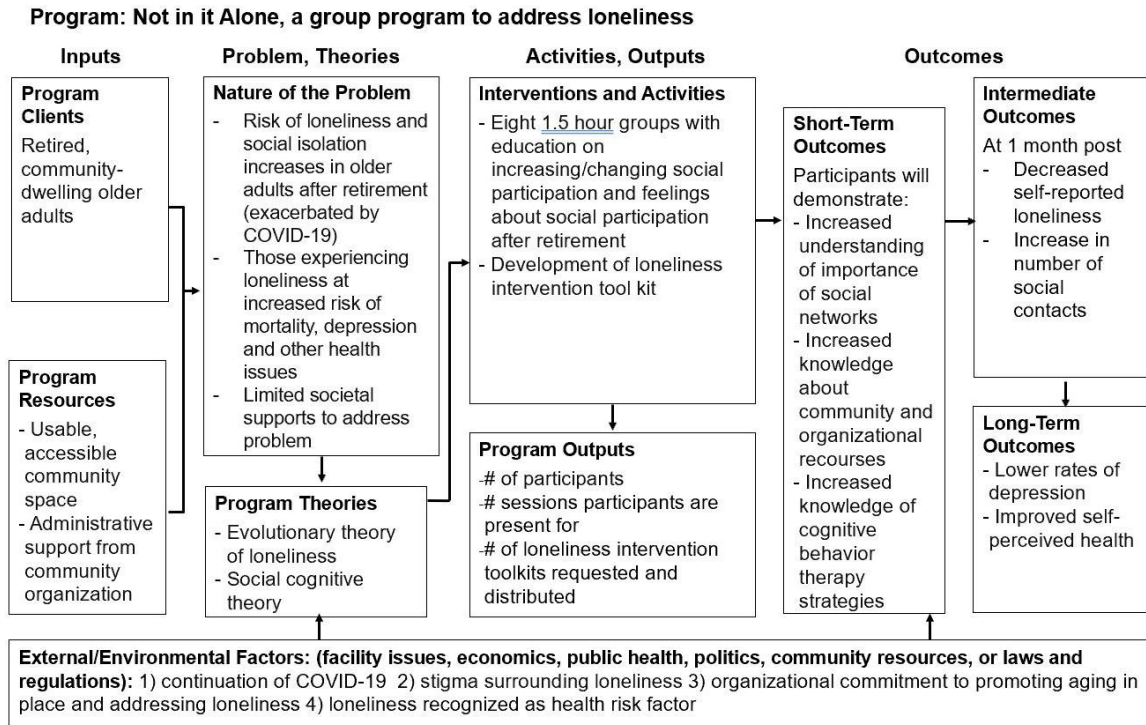 Program: Not in it Alone, a group program to address loneliness
Inputs
Problem, Theories
Activities, Outputs
Outcomes
Program
Clients
Retired,
community-
dwelling older
adults
Program
Resources
- Usable,
accessible
community
space
- Administrative
support from
community
organization
Nature of the Problem
- Risk of loneliness and
social isolation
increases in older
adults after retirement
(exacerbated by
COVID-19)
- Those experiencing
loneliness at
increased risk of
mortality, depression
and other health
issues
- Limited societal
supports to address
problem
Program Theories
- Evolutionary theory
of loneliness
- Social cognitive
theory
Interventions and Activities
- Eight 1.5 hour groups with
education on
increasing/changing social
participation and feelings
about social participation
after retirement
- Development of loneliness
intervention tool kit
Program Outputs
-# of participants
-# sessions participants are
present for
-# of loneliness intervention
toolkits requested and
distributed
Short-Term
Outcomes
Participants will
demonstrate:
- Increased
understanding
of importance
of social
networks
- Increased
knowledge
about
community and
organizational
recourses
- Increased
knowledge of
cognitive
behavior
therapy
strategies
Intermediate
Outcomes
At 1 month post
- Decreased
self-reported
loneliness
- Increase in
number of
social
contacts
Long-Term
Outcomes
- Lower rates of
depression
- Improved self-
perceived health
External/Environmental Factors: (facility issues, economics, public health, politics, community resources, or laws and
regulations): 1) continuation of COVID-19 2) stigma surrounding loneliness 3) organizational commitment to promoting aging in
place and addressing loneliness 4) loneliness recognized as health risk factor